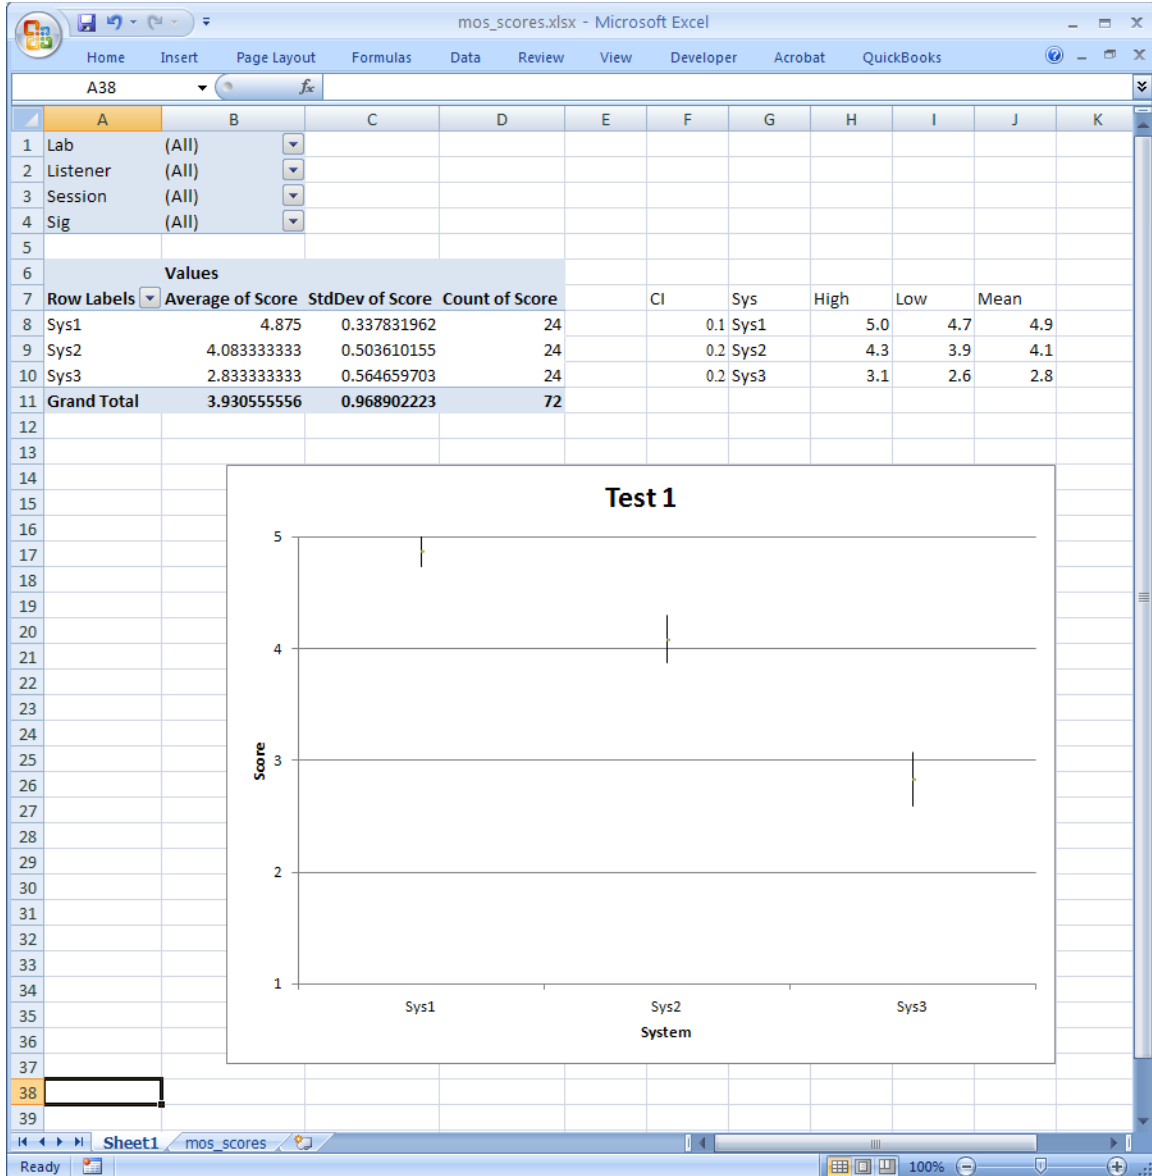 mos_scores.xlsx - Microsoft Excel
Home Insert Page Layout Formulas Data Review View Developer Acrobat QuickBooks
A38 fx
A B C D E F G H I J K
1 Lab (All)
2 Listener (All)
3 Session (All)
4 Sig (All)
5
6 Values
7 Row Labels Average of Score StdDev of Score Count of Score CI Sys High Low Mean
8 Sys1 4.875 0.337831962 24 0.1 Sys1 5.0 4.7 4.9
9 Sys2 4.083333333 0.503610155 24 0.2 Sys2 4.3 3.9 4.1
10 Sys3 2.833333333 0.564659703 24 0.2 Sys3 3.1 2.6 2.8
11 Grand Total 3.930555556 0.968902223 72
12
13
14
15
16
17
18
19
20
21
22
23
24
25
26
27
28
29
30
31
32
33
34
35
36
37
38
39
Test 1
5
4
3
2
1
Score
Sys1 Sys2 Sys3
System
Sheet1 mos_scores
Ready 100%